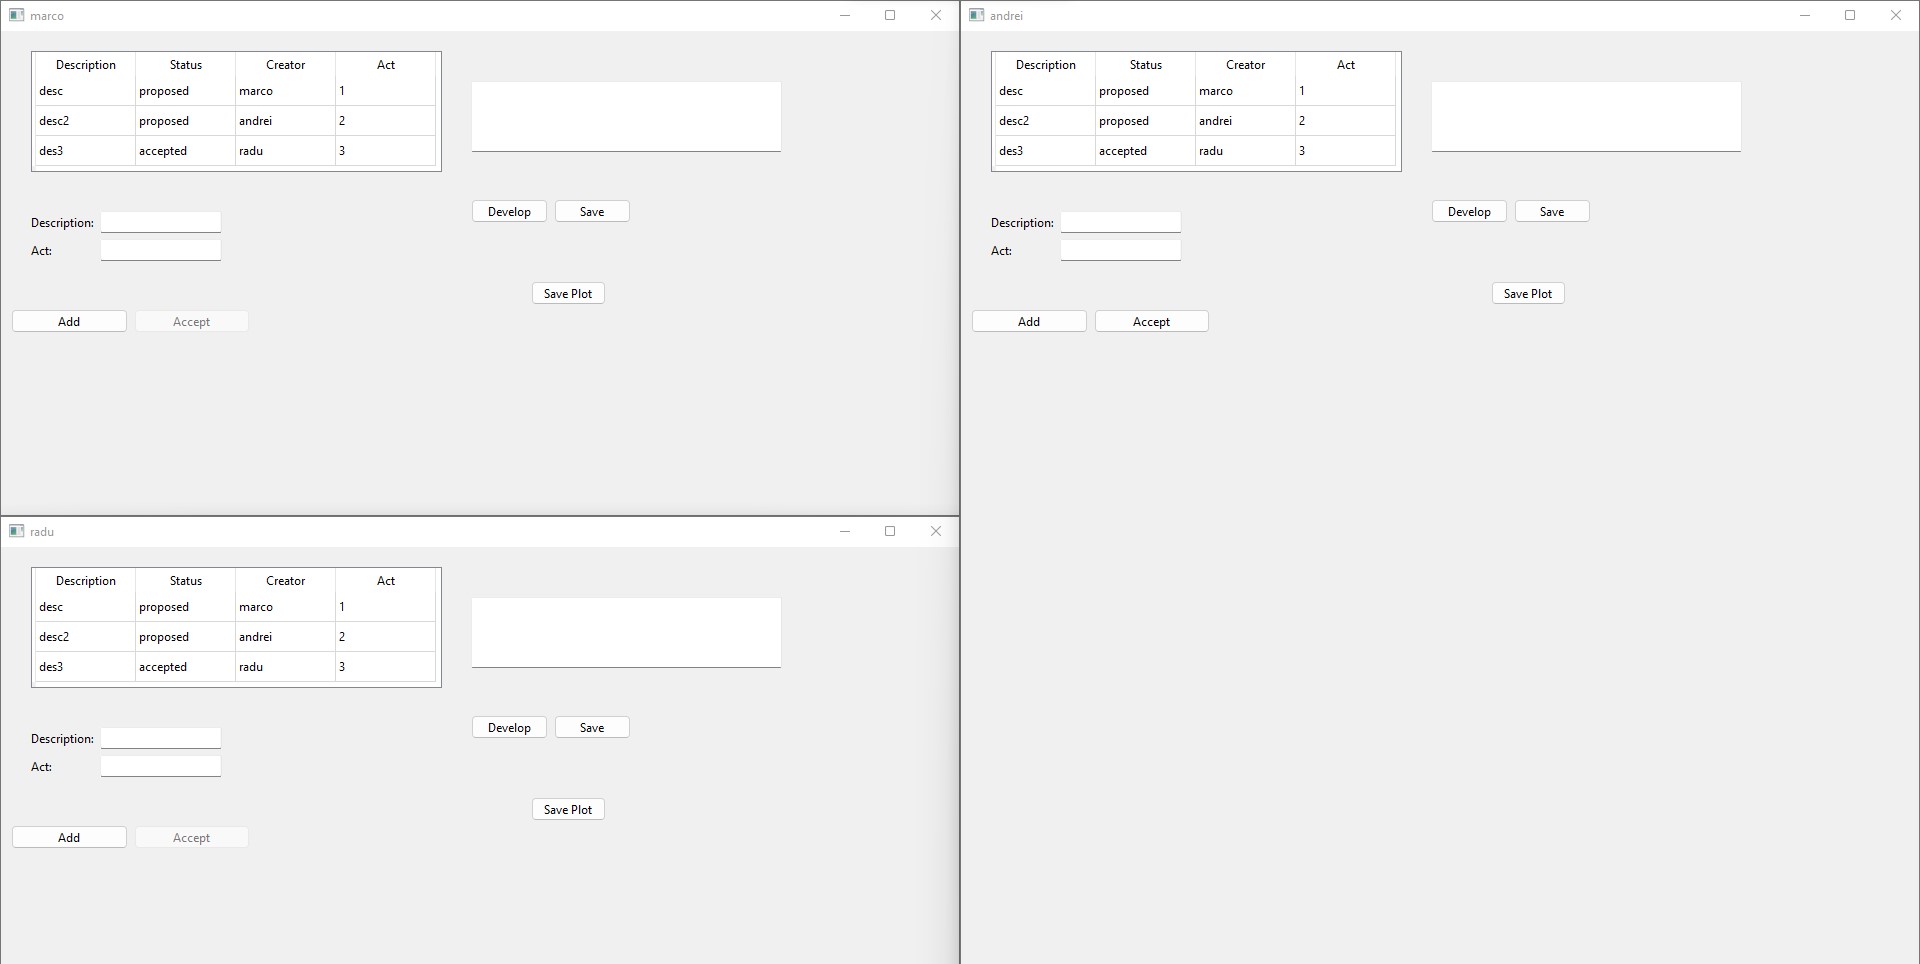 marco
Description Status Creator Act
desc proposed marco 1
desc2 proposed andrei 2
des3 accepted radu 3
Develop Save
Description:
Act:
Save Plot
Add Accept
andrei
Description Status Creator Act
desc proposed marco 1
desc2 proposed andrei 2
des3 accepted radu 3
Develop Save
Description:
Act:
Save Plot
Add Accept
radu
Description Status Creator Act
desc proposed marco 1
desc2 proposed andrei 2
des3 accepted radu 3
Develop Save
Description:
Act:
Save Plot
Add Accept